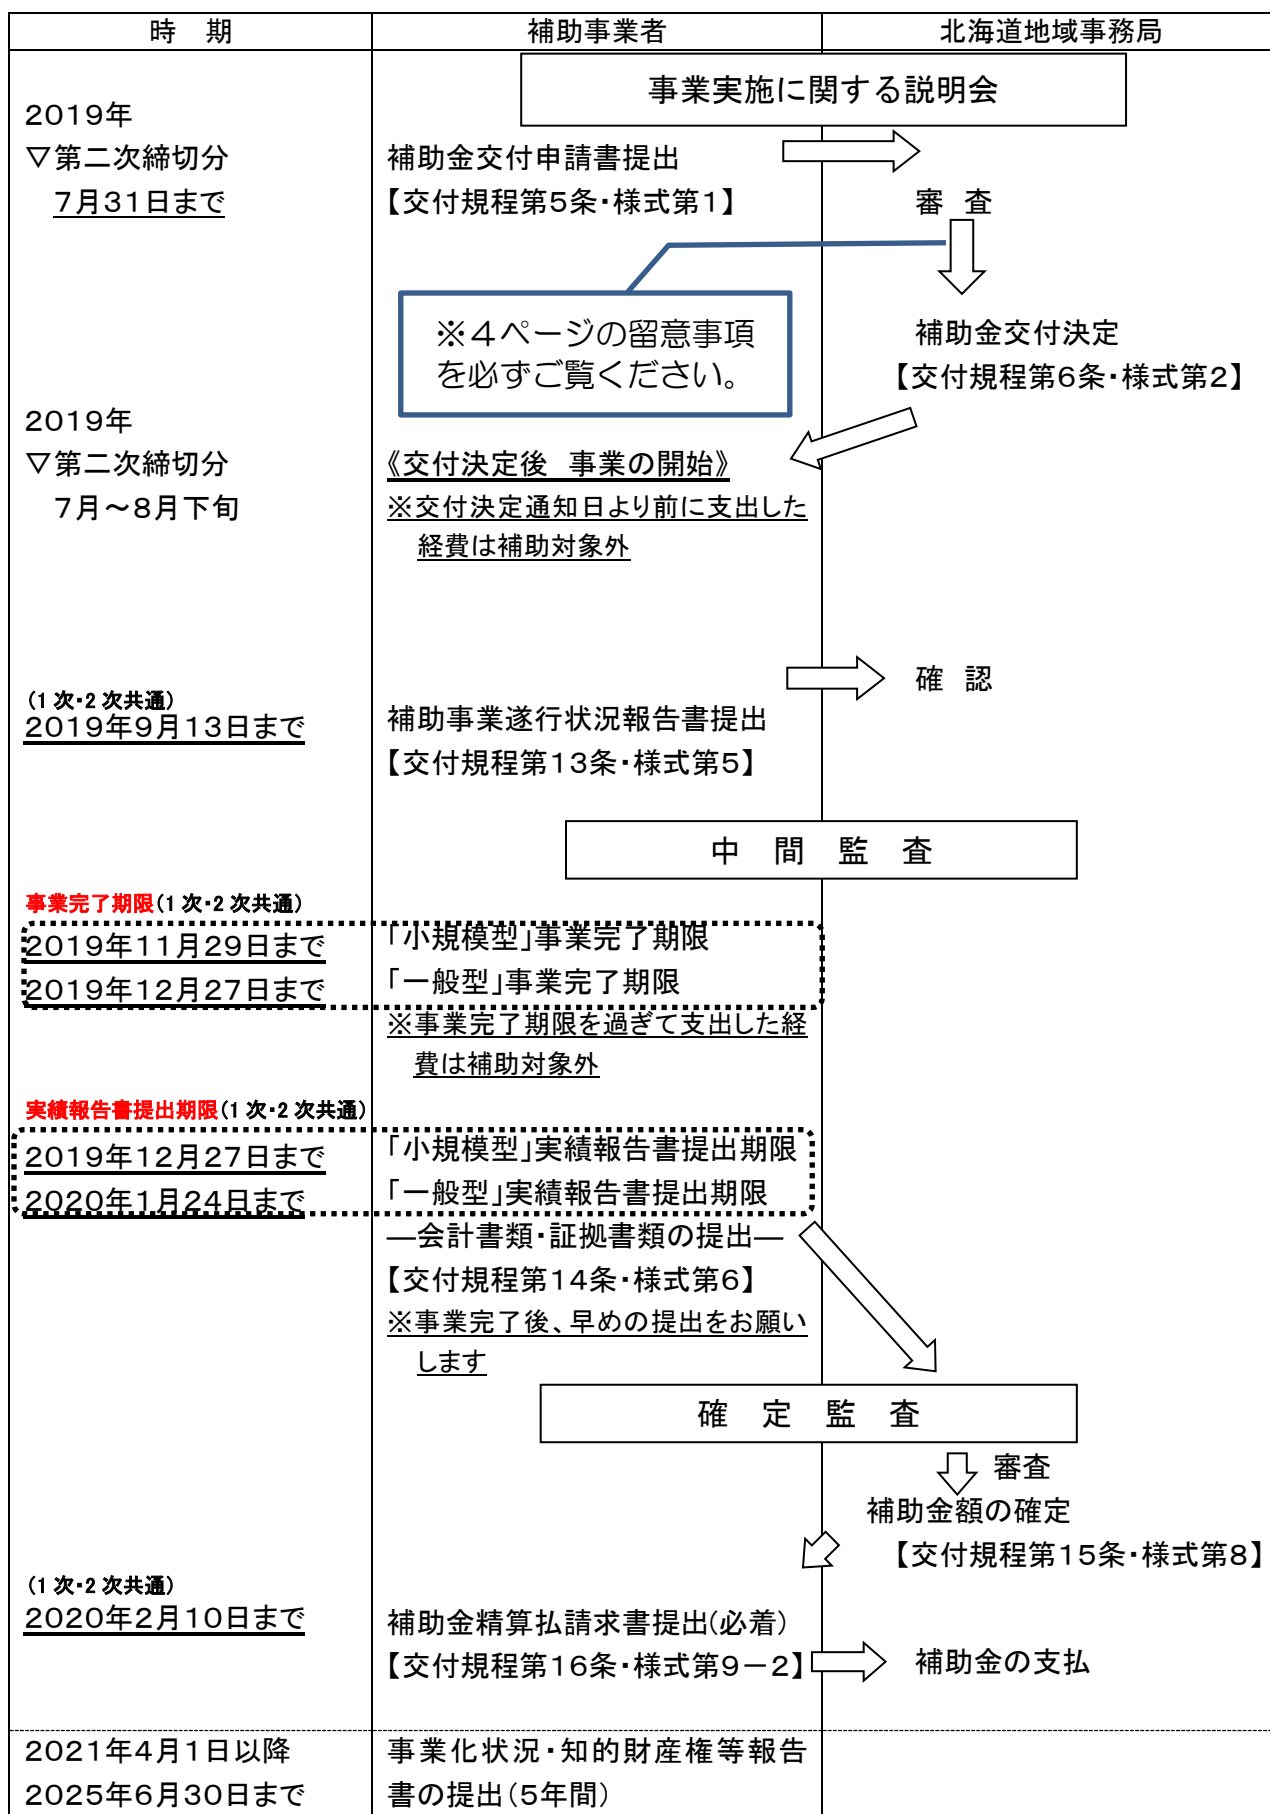 時　期
補助事業者
北海道地域事務局
事業実施に関する説明会
2019年
▽第二次締切分
7月31日まで
補助金交付申請書提出
【交付規程第5条・様式第1】
審　査
※4ページの留意事項
を必ずご覧ください。
補助金交付決定
【交付規程第6条・様式第2】
2019年
▽第二次締切分
7月～8月下旬
《交付決定後　事業の開始》
※交付決定通知日より前に支出した
経費は補助対象外
確　認
(1次・2次共通)
2019年9月13日まで
補助事業遂行状況報告書提出
【交付規程第13条・様式第5】
中　間　監　査
事業完了期限(1次・2次共通)
2019年11月29日まで
「小規模型」事業完了期限
2019年12月27日まで
「一般型」事業完了期限
※事業完了期限を過ぎて支出した経
費は補助対象外
実績報告書提出期限(1次・2次共通)
2019年12月27日まで
「小規模型」実績報告書提出期限
2020年1月24日まで
「一般型」実績報告書提出期限
―会計書類・証拠書類の提出―
【交付規程第14条・様式第6】
※事業完了後、早めの提出をお願い
します
確　定　監　査
審査
補助金額の確定
【交付規程第15条・様式第8】
(1次・2次共通)
2020年2月10日まで
補助金精算払請求書提出(必着)
【交付規程第16条・様式第9－2】
補助金の支払
2021年4月1日以降
2025年6月30日まで
事業化状況・知的財産権等報告
書の提出(5年間)